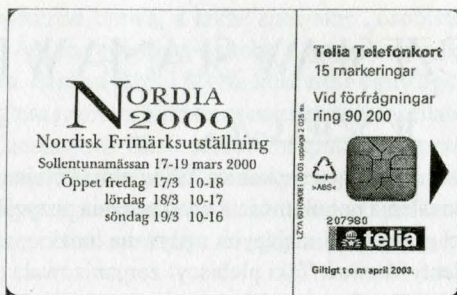 NORDIA
2000
Nordisk Frimärksutställning
Sollentunamässan 17-19 mars 2000
Öppet fredag 17/3 10-18
lördag 18/3 10-17
söndag 19/3 10-16
Telia Telefonkort
15 markeringar
Vid förfrågningar
ring 90 200
>ABS<
207980
telia
Giltigt t o m april 2003.